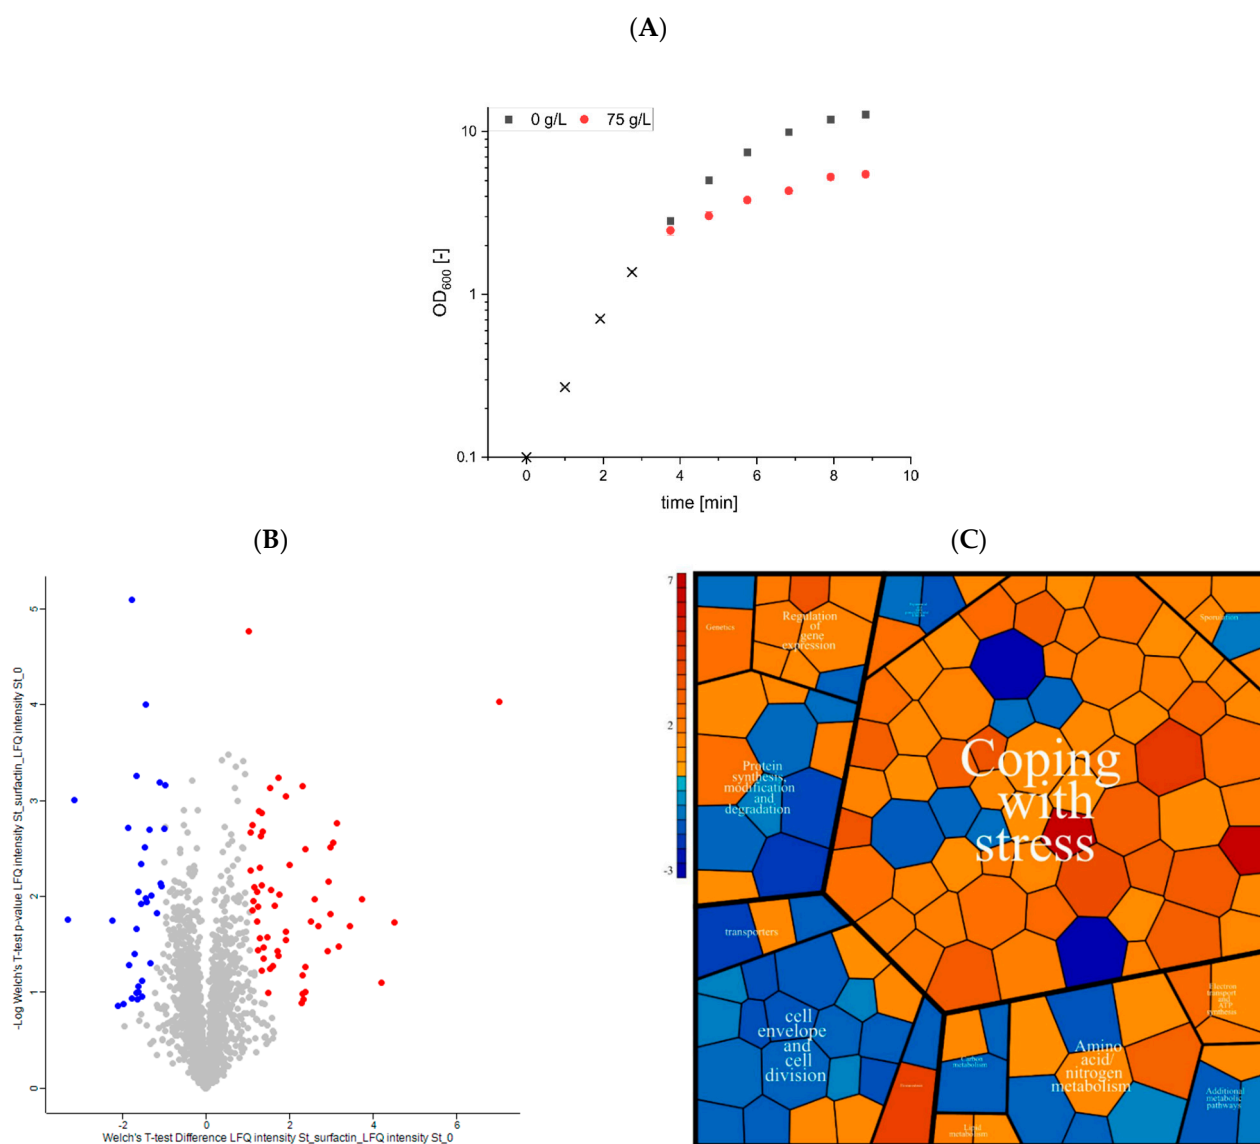 (A)
0 g/L 75 g/L
10
1
0.1
OD600 [-]
0 2 4 6 8 10
time [min]
(B)
(C)
-Log Welch's T-test p-value LFQ intensity St_surfactin_LFQ intensity St_0
5
4
3
2
1
0
-2 0 2 4 6
Welch's T-test Difference LFQ intensity St_surfactin_LFQ intensity St_0
7
2
-3
Genetics
Regulation
of
gene
expression
Sporulation
Coping
with
stress
Protein
synthesis,
modification
and
degradation
transporters
cell
envelope
and
cell
division
Carbon
metabolism
Lipid
metabolism
Amino
acid/
nitrogen
metabolism
Electron
transport
and
ATP
synthesis
Additional
metabolic
pathways